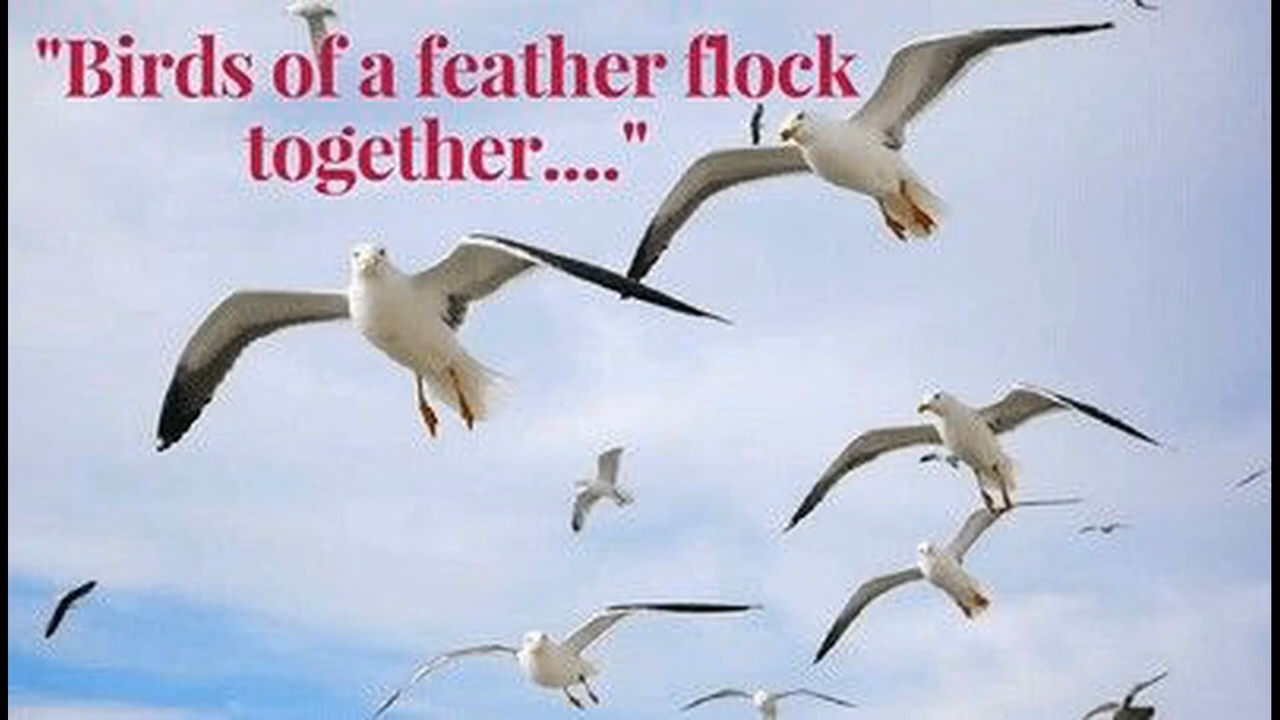 "Birds of a feather flock
together...."